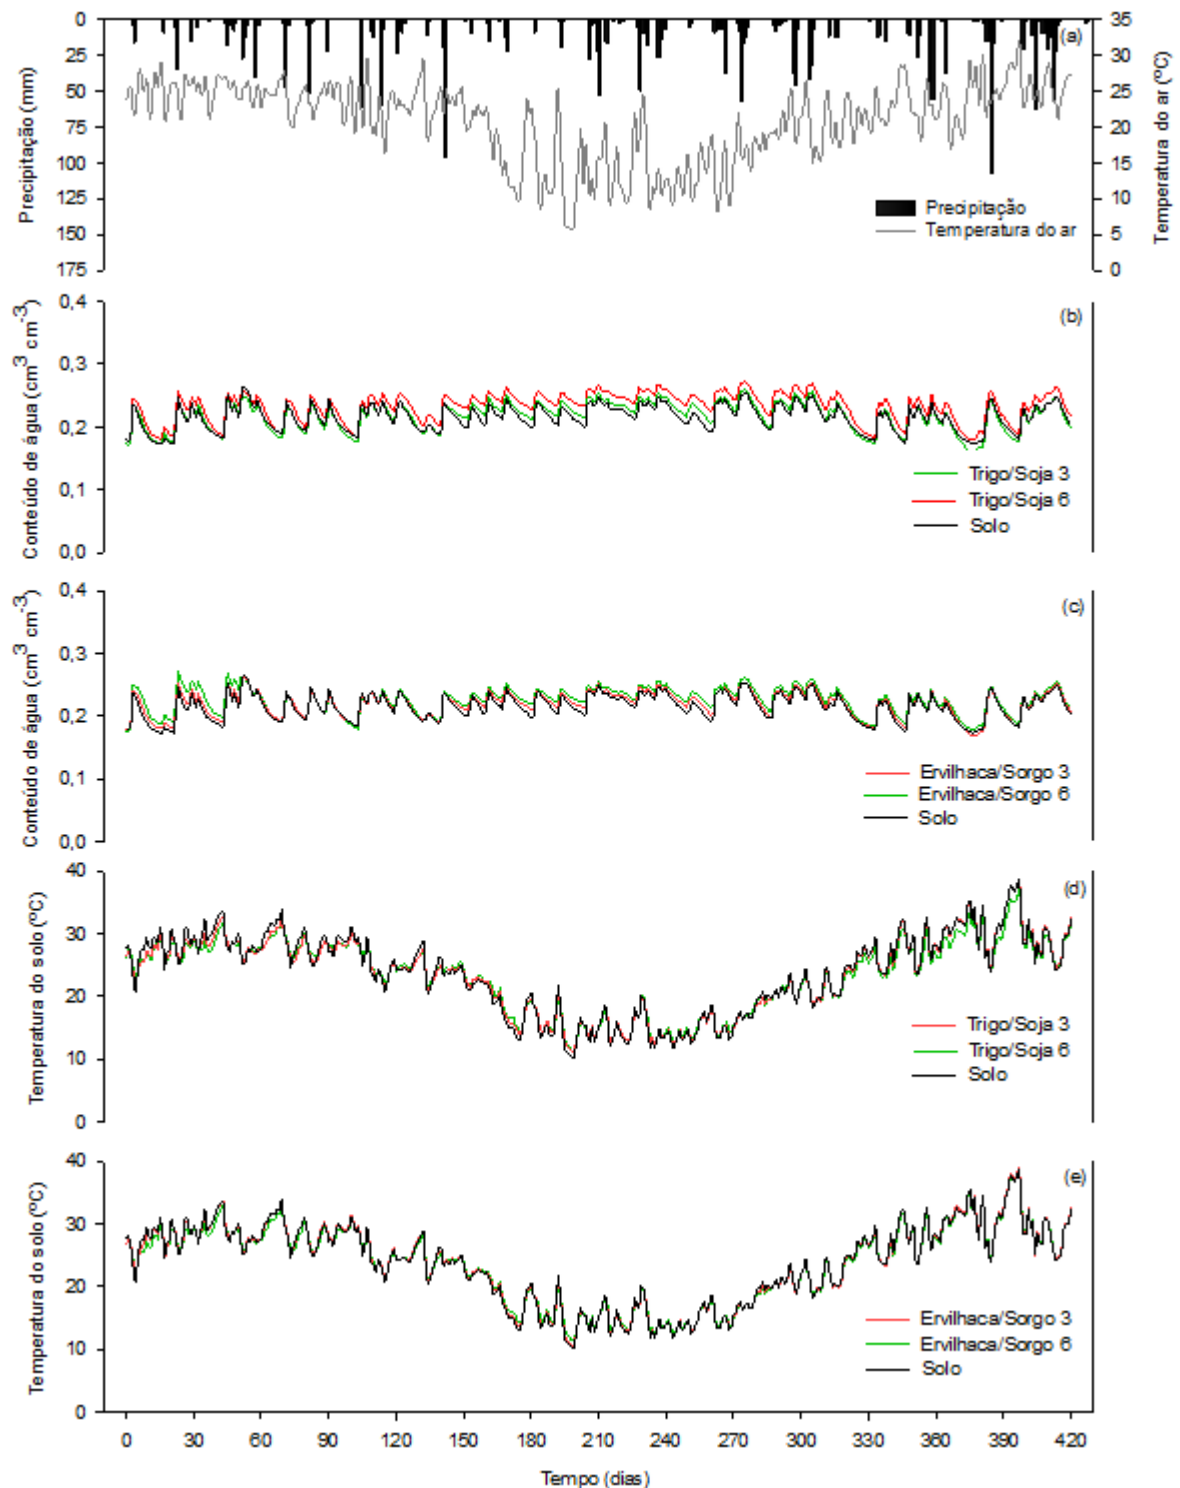 0
25
50
75
100
125
150
175
Precipitação (mm)
35
30
25
20
15
10
5
0
Temperatura do ar (ºC)
(a)
Precipitação
Temperatura do ar
0,4
0,3
0,2
0,1
0,0
Conteúdo de água (cm³ cm⁻³)
(b)
Trigo/Soja 3
Trigo/Soja 6
Solo
0,4
0,3
0,2
0,1
0,0
Conteúdo de água (cm³ cm⁻³)
(c)
Ervilhaca/Sorgo 3
Ervilhaca/Sorgo 6
Solo
40
30
20
10
0
Temperatura do solo (ºC)
(d)
Trigo/Soja 3
Trigo/Soja 6
Solo
40
30
20
10
0
Temperatura do solo (ºC)
(e)
Ervilhaca/Sorgo 3
Ervilhaca/Sorgo 6
Solo
0 30 60 90 120 150 180 210 240 270 300 330 360 390 420
Tempo (dias)